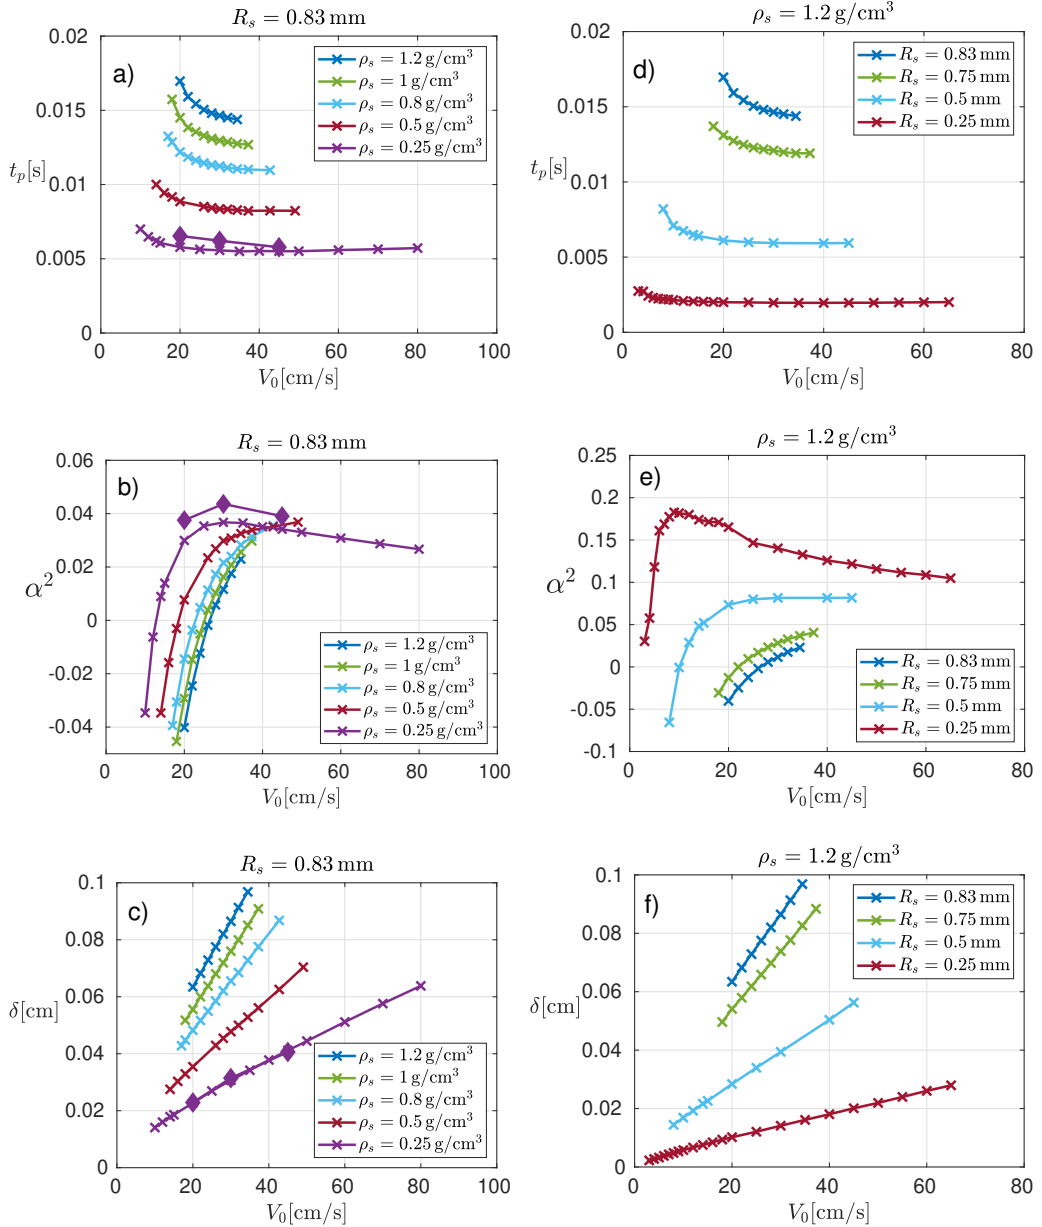 R_s = 0.83 mm
a)
t_p[s]
0.02
0.015
0.01
0.005
0
0 20 40 60 80 100
V_0[cm/s]
ρ_s = 1.2 g/cm³
ρ_s = 1 g/cm³
ρ_s = 0.8 g/cm³
ρ_s = 0.5 g/cm³
ρ_s = 0.25 g/cm³
ρ_s = 1.2 g/cm³
d)
t_p[s]
0.02
0.015
0.01
0.005
0
0 20 40 60 80
V_0[cm/s]
R_s = 0.83 mm
R_s = 0.75 mm
R_s = 0.5 mm
R_s = 0.25 mm
R_s = 0.83 mm
b)
α²
0.06
0.04
0.02
0
-0.02
-0.04
0 20 40 60 80 100
V_0[cm/s]
ρ_s = 1.2 g/cm³
ρ_s = 1 g/cm³
ρ_s = 0.8 g/cm³
ρ_s = 0.5 g/cm³
ρ_s = 0.25 g/cm³
ρ_s = 1.2 g/cm³
e)
α²
0.25
0.2
0.15
0.1
0.05
0
-0.05
-0.1
0 20 40 60 80
V_0[cm/s]
R_s = 0.83 mm
R_s = 0.75 mm
R_s = 0.5 mm
R_s = 0.25 mm
R_s = 0.83 mm
c)
δ[cm]
0.1
0.08
0.06
0.04
0.02
0
0 20 40 60 80 100
V_0[cm/s]
ρ_s = 1.2 g/cm³
ρ_s = 1 g/cm³
ρ_s = 0.8 g/cm³
ρ_s = 0.5 g/cm³
ρ_s = 0.25 g/cm³
ρ_s = 1.2 g/cm³
f)
δ[cm]
0.1
0.08
0.06
0.04
0.02
0
0 20 40 60 80
V_0[cm/s]
R_s = 0.83 mm
R_s = 0.75 mm
R_s = 0.5 mm
R_s = 0.25 mm